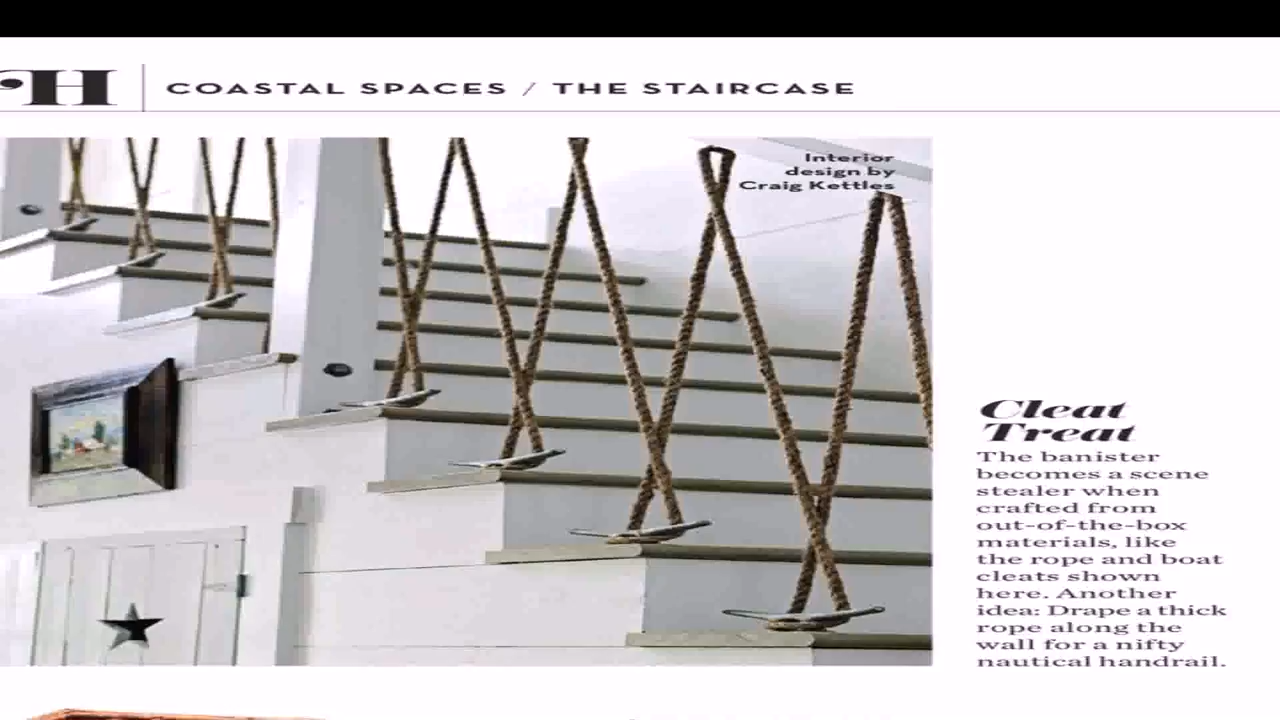 H
COASTAL SPACES / THE STAIRCASE
Interior
design by
Craig Kettles
Cleat
Treat
The banister
becomes a scene
stealer when
crafted from
out-of-the-box
materials, like
the rope and boat
cleats shown
here. Another
idea: Drape a thick
rope along the
wall for a nifty
nautical handrail.